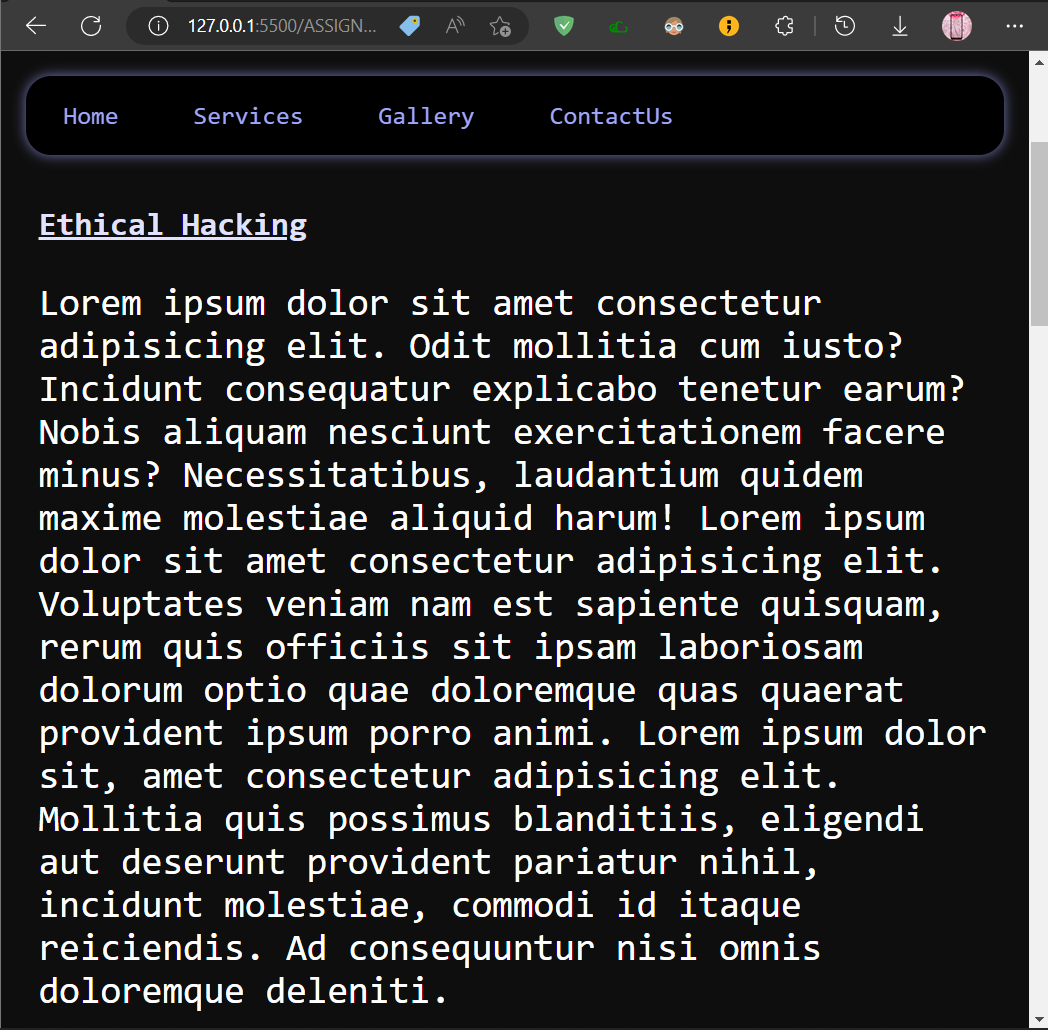 127.0.0.1:5500/ASSIGN...
Home Services Gallery ContactUs
Ethical Hacking
Lorem ipsum dolor sit amet consectetur
adipisicing elit. Odit mollitia cum iusto?
Incidunt consequatur explicabo tenetur earum?
Nobis aliquam nesciunt exercitationem facere
minus? Necessitatibus, laudantium quidem
maxime molestiae aliquid harum! Lorem ipsum
dolor sit amet consectetur adipisicing elit.
Voluptates veniam nam est sapiente quisquam,
rerum quis officiis sit ipsam laboriosam
dolorum optio quae doloremque quas quaerat
provident ipsum porro animi. Lorem ipsum dolor
sit, amet consectetur adipisicing elit.
Mollitia quis possimus blanditiis, eligendi
aut deserunt provident pariatur nihil,
incidunt molestiae, commodi id itaque
reiciendis. Ad consequuntur nisi omnis
doloremque deleniti.